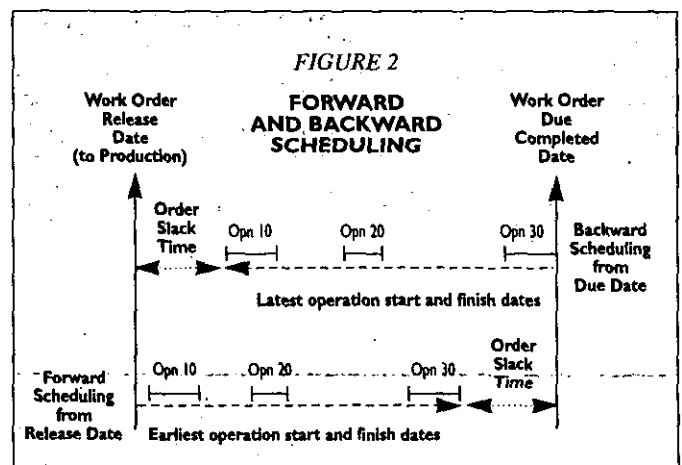 FIGURE 2
FORWARD
AND BACKWARD
SCHEDULING
Work Order
Release
Date
(to Production)
Work Order
Due
Completed
Date
Order
Slack
Time
Opn 10
Opn 20
Opn 30
Backward
Scheduling
from
Due Date
Latest operation start and finish dates
Order
Slack
Time
Opn 10
Opn 20
Opn 30
Forward
Scheduling
from
Release Date
Earliest operation start and finish dates